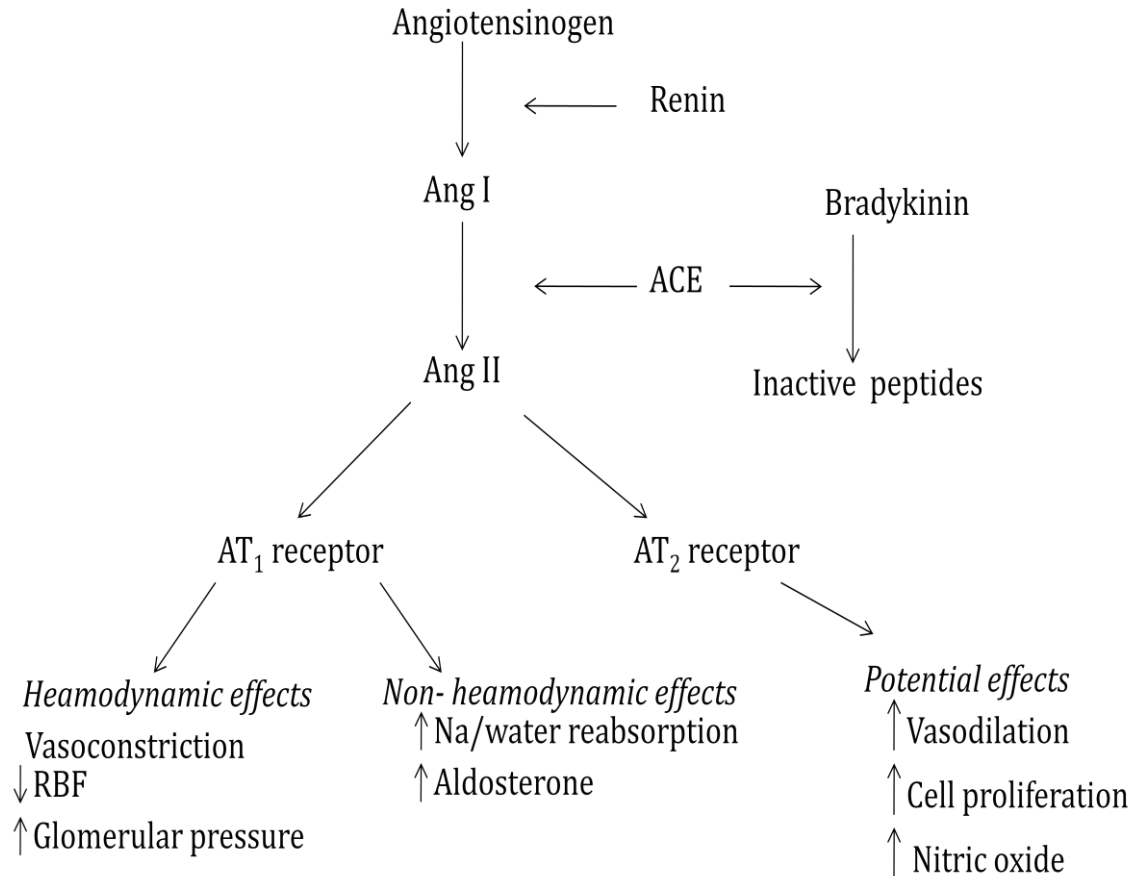 Angiotensinogen
Renin
Ang I
Bradykinin
ACE
Ang II
Inactive peptides
AT₁ receptor
AT₂ receptor
Heamodynamic effects
Vasoconstriction
↓ RBF
↑ Glomerular pressure
Non- heamodynamic effects
↑ Na/water reabsorption
↑ Aldosterone
Potential effects
↑ Vasodilation
↑ Cell proliferation
↑ Nitric oxide